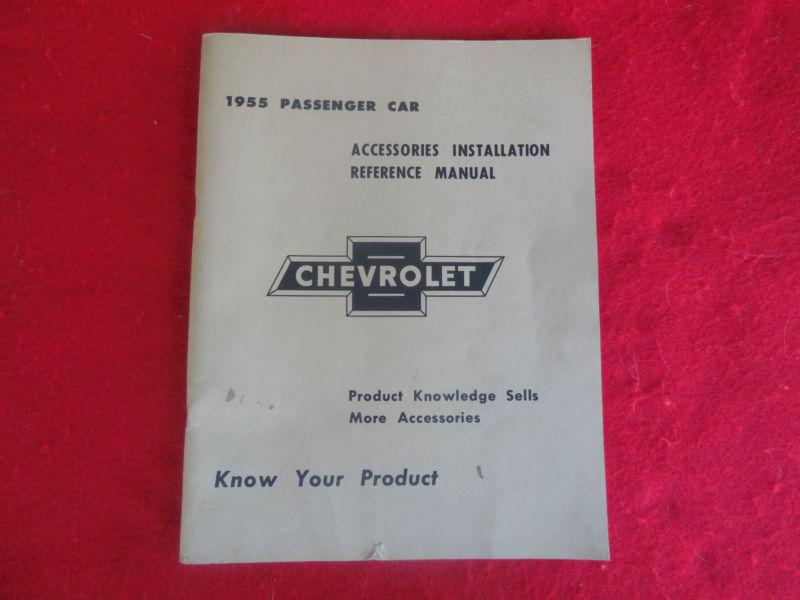 1955 PASSENGER CAR
ACCESSORIES INSTALLATION
REFERENCE MANUAL
CHEVROLET
Product Knowledge Sells
More Accessories
Know Your Product